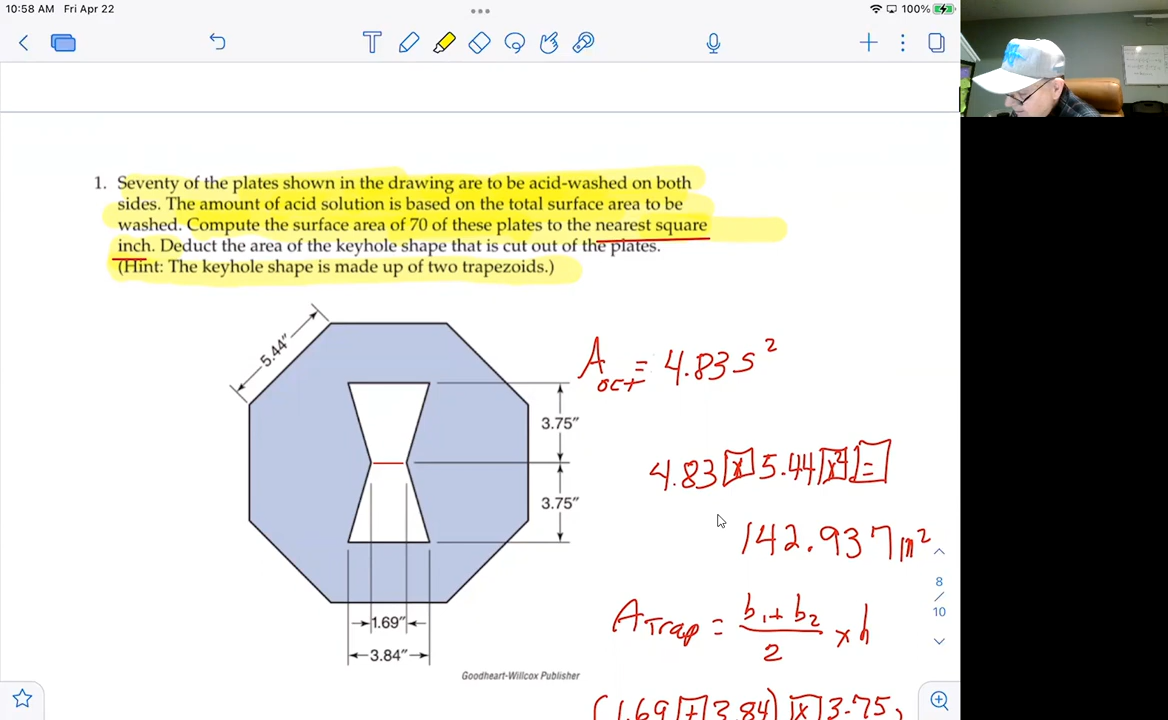 10:58 AM Fri Apr 22
100%
1. Seventy of the plates shown in the drawing are to be acid-washed on both
sides. The amount of acid solution is based on the total surface area to be
washed. Compute the surface area of 70 of these plates to the nearest square
inch. Deduct the area of the keyhole shape that is cut out of the plates.
(Hint: The keyhole shape is made up of two trapezoids.)
5.44"
3.75"
3.75"
1.69"
3.84"
Goodheart-Willcox Publisher
A oct = 4.83 s²
4.83 [x] 5.44 [x²] [=]
142.937 in²
A Trap = b₁ + b₂ / 2 x h
(1.69 [+] 3.84) [x] 3.75,
8
/
10